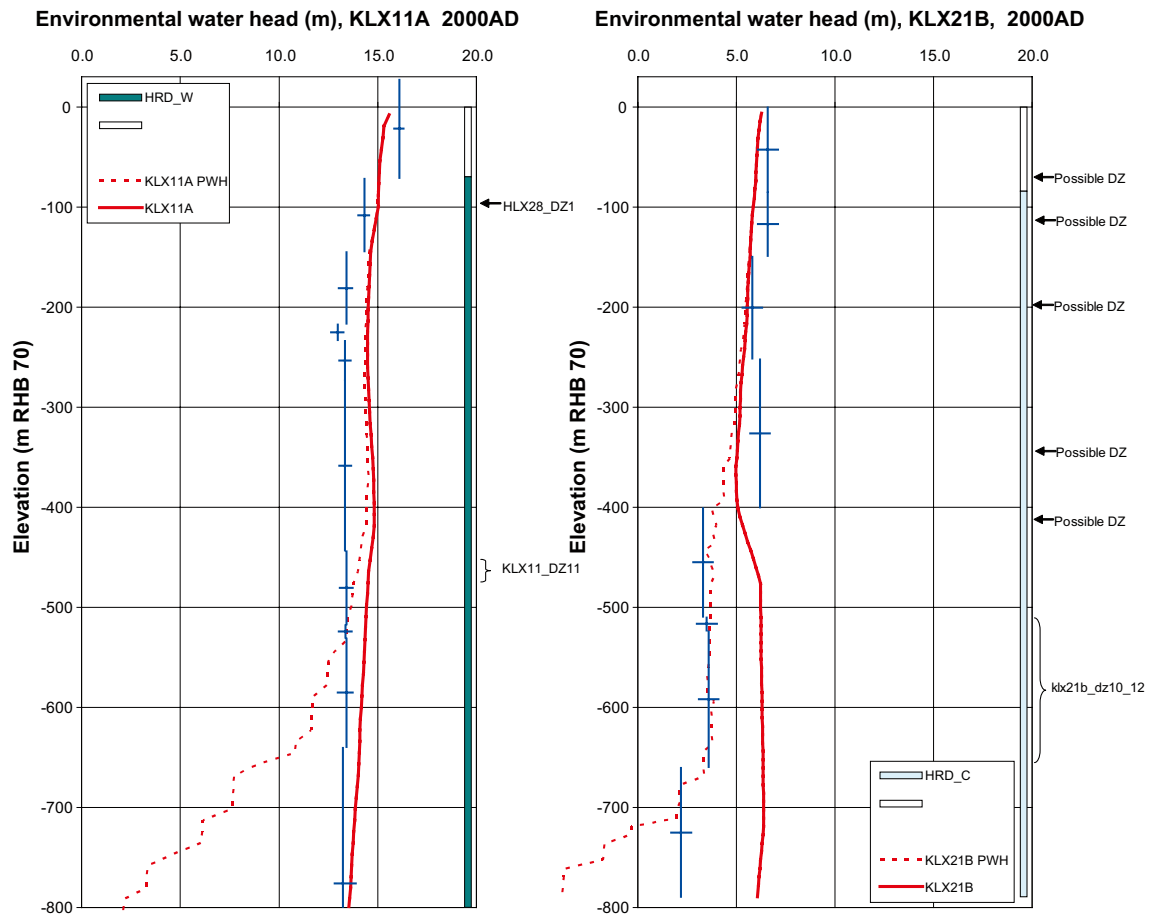 Environmental water head (m), KLX11A 2000AD
0.0 5.0 10.0 15.0 20.0
Elevation (m RHB 70)
0
-100
-200
-300
-400
-500
-600
-700
-800
HRD_W
KLX11A PWH
KLX11A
HLX28_DZ1
KLX11_DZ11
Environmental water head (m), KLX21B, 2000AD
0.0 5.0 10.0 15.0 20.0
Elevation (m RHB 70)
0
-100
-200
-300
-400
-500
-600
-700
-800
Possible DZ
Possible DZ
Possible DZ
Possible DZ
Possible DZ
klx21b_dz10_12
HRD_C
KLX21B PWH
KLX21B